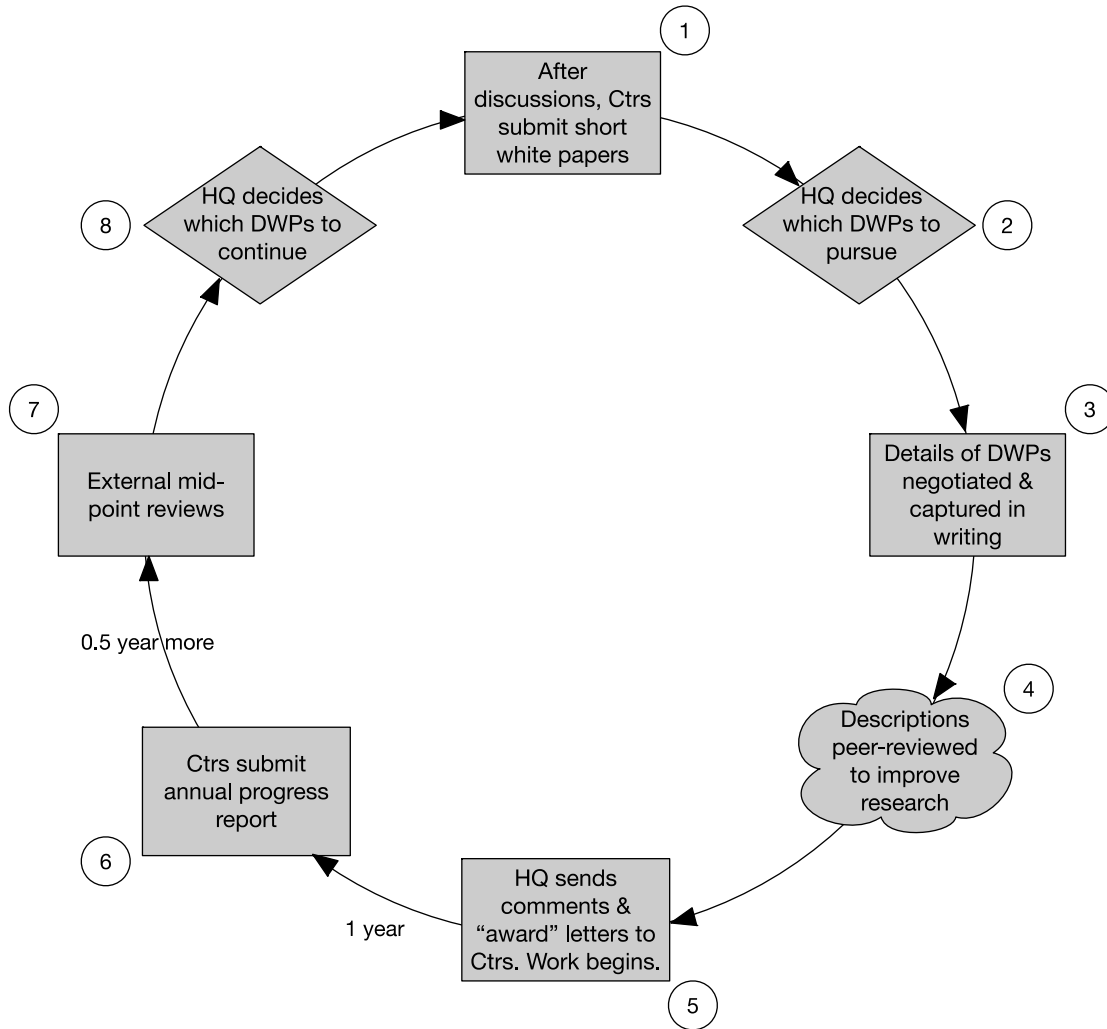 1
After
discussions, Ctrs
submit short
white papers
2
HQ decides
which DWPs to
pursue
3
Details of DWPs
negotiated &
captured in
writing
4
Descriptions
peer-reviewed
to improve
research
5
HQ sends
comments &
“award” letters to
Ctrs. Work begins.
1 year
6
Ctrs submit
annual progress
report
0.5 year more
7
External mid-
point reviews
8
HQ decides
which DWPs to
continue